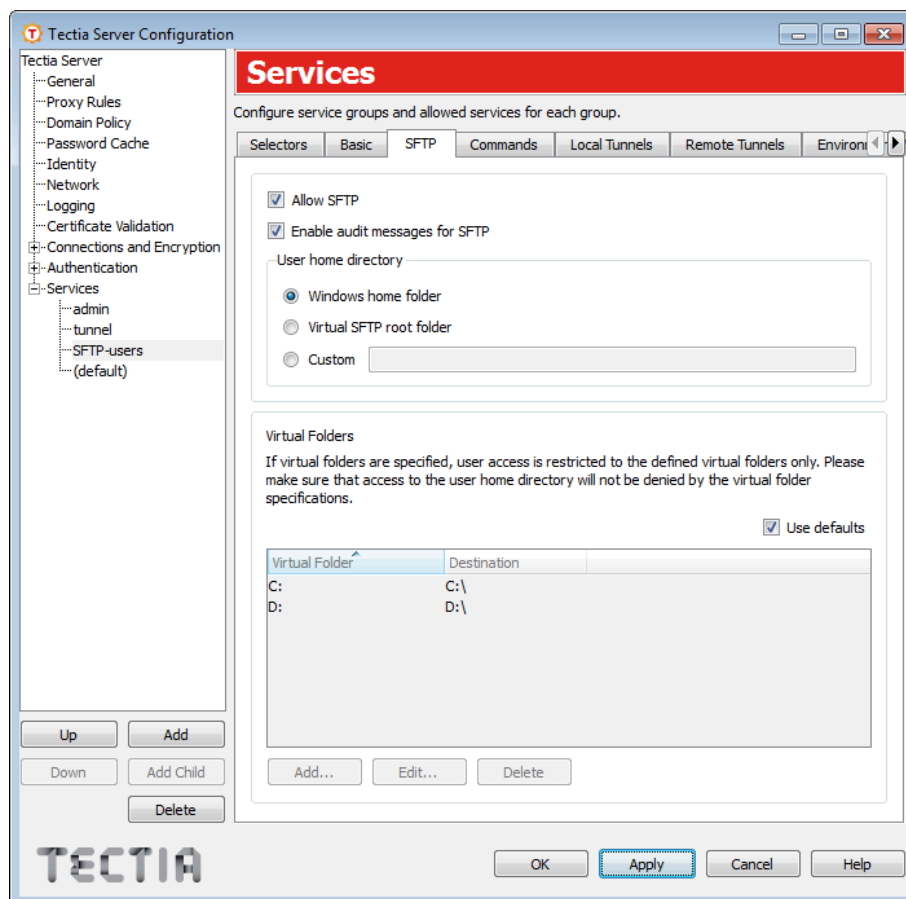 Tectia Server Configuration
Tectia Server
General
Proxy Rules
Domain Policy
Password Cache
Identity
Network
Logging
Certificate Validation
Connections and Encryption
Authentication
Services
admin
tunnel
SFTP-users
(default)
Up
Add
Down
Add Child
Delete
Services
Configure service groups and allowed services for each group.
Selectors
Basic
SFTP
Commands
Local Tunnels
Remote Tunnels
Allow SFTP
Enable audit messages for SFTP
User home directory
Windows home folder
Virtual SFTP root folder
Custom
Virtual Folders
If virtual folders are specified, user access is restricted to the defined virtual folders only. Please
make sure that access to the user home directory will not be denied by the virtual folder
specifications.
Use defaults
Virtual Folder Destination
C: C:\
D: D:\
Add...
Edit...
Delete
TECTIA
OK
Apply
Cancel
Help